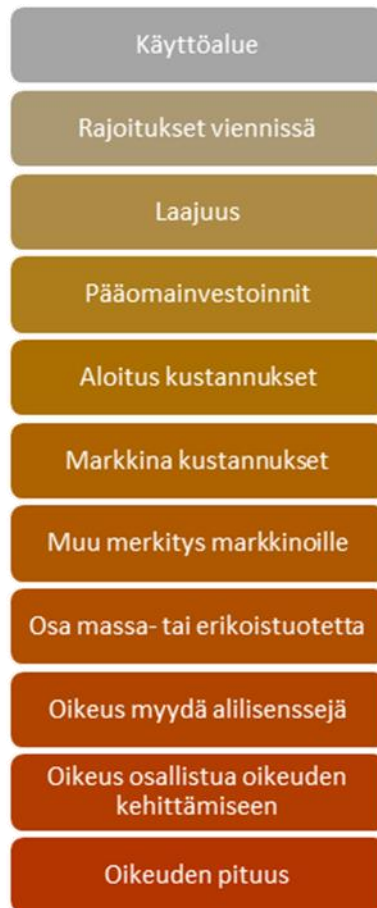 Käyttöalue
Rajoitukset viennissä
Laajuus
Pääomainvestoinnit
Aloitus kustannukset
Markkina kustannukset
Muu merkitys markkinoille
Osa massa- tai erikoistuotetta
Oikeus myydä alilisenssejä
Oikeus osallistua oikeuden
kehittämiseen
Oikeuden pituus